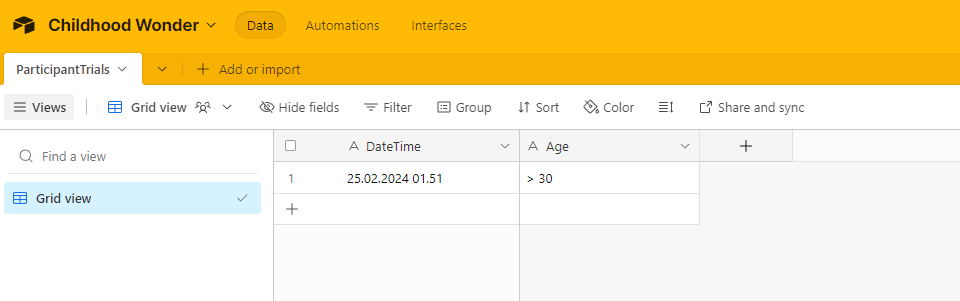 Childhood Wonder Data Automations Interfaces
ParticipantTrials Add or import
Views Grid view Hide fields Filter Group Sort Color Share and sync
Find a view
Grid view
A DateTime A Age
1 25.02.2024 01.51 > 30